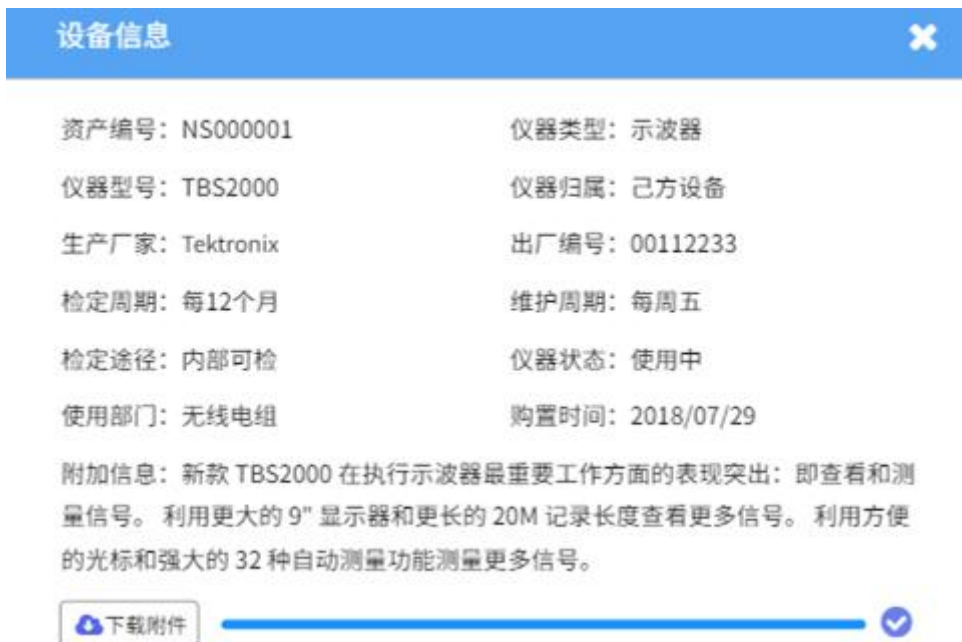 设备信息
资产编号：NS000001 仪器类型：示波器
仪器型号：TBS2000 仪器归属：己方设备
生产厂家：Tektronix 出厂编号：00112233
检定周期：每12个月 维护周期：每周五
检定途径：内部可检 仪器状态：使用中
使用部门：无线电组 购置时间：2018/07/29
附加信息：新款 TBS2000 在执行示波器最重要工作方面的表现突出：即查看和测
量信号。 利用更大的 9" 显示器和更长的 20M 记录长度查看更多信号。 利用方便
的光标和强大的 32 种自动测量功能测量更多信号。
下载附件